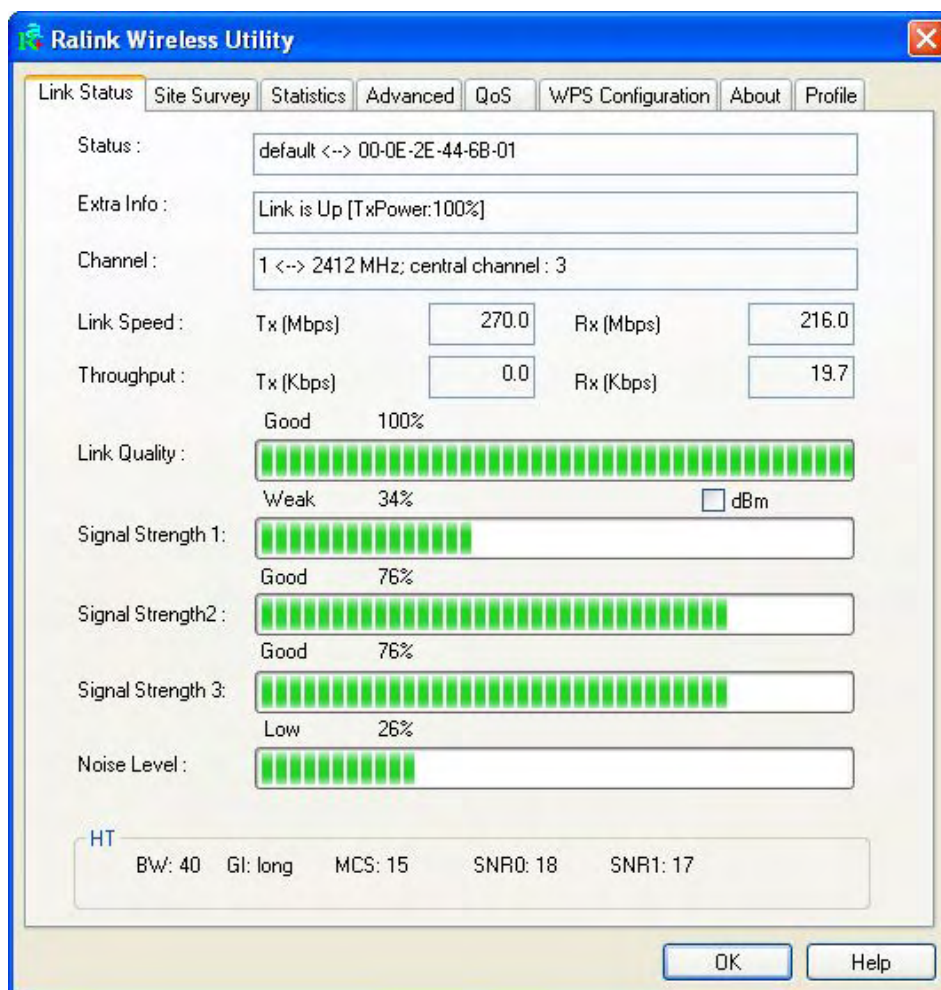 Ralink Wireless Utility
Link Status Site Survey Statistics Advanced QoS WPS Configuration About Profile
Status : default <--> 00-0E-2E-44-6B-01
Extra Info : Link is Up [TxPower:100%]
Channel : 1 <--> 2412 MHz; central channel : 3
Link Speed : Tx (Mbps) 270.0 Rx (Mbps) 216.0
Throughput : Tx (Kbps) 0.0 Rx (Kbps) 19.7
Good 100%
Link Quality :
Weak 34% dBm
Signal Strength 1:
Good 76%
Signal Strength2 :
Good 76%
Signal Strength 3:
Low 26%
Noise Level :
HT
BW: 40 GI: long MCS: 15 SNR0: 18 SNR1: 17
OK Help